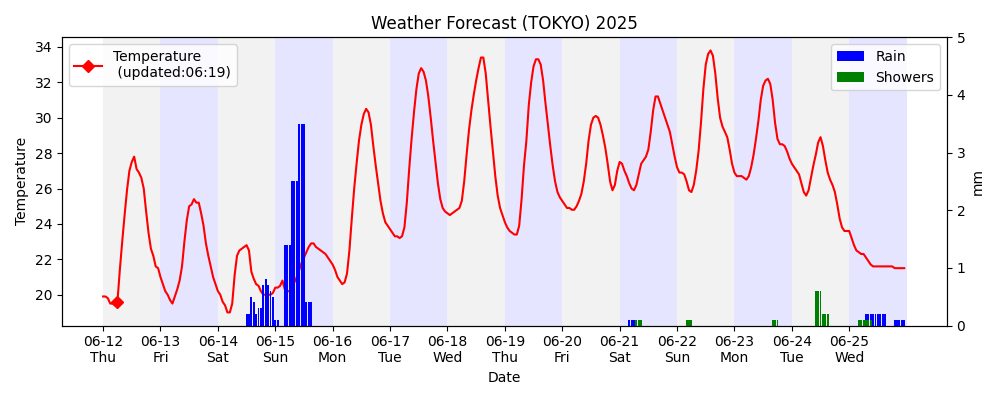 Weather Forecast (TOKYO) 2025
Temperature
(updated:06:19)
Rain
Showers
34
32
30
28
26
24
22
20
Temperature
5
4
3
2
1
0
mm
06-12 06-13 06-14 06-15 06-16 06-17 06-18 06-19 06-20 06-21 06-22 06-23 06-24 06-25
Thu Fri Sat Sun Mon Tue Wed Thu Fri Sat Sun Mon Tue Wed
Date